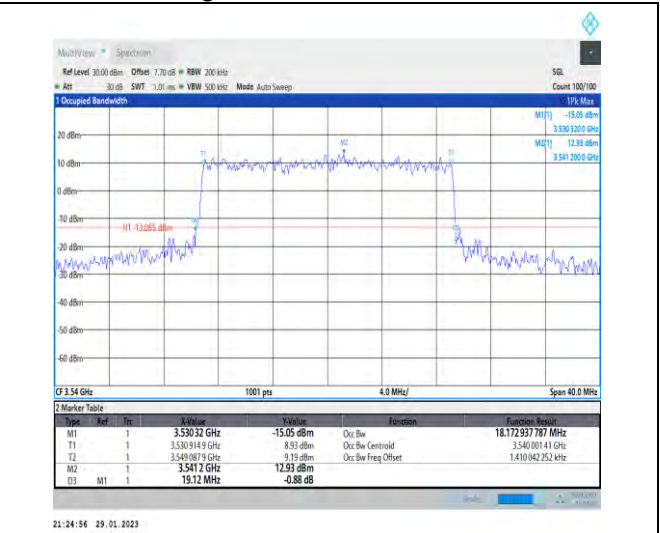 MultiView Spectrum
Ref Level 30.00 dBm Offset 7.70 dB RBW 200 kHz SGL
Att 30 dB SWT 1.01 ms VBW 500 kHz Mode Auto Sweep Count 100/100
1 Occupied Bandwidth 1Pk Max
M1[1] -15.05 dBm
3.530 320 0 GHz
20 dBm M2 M2[1] 12.93 dBm
10 dBm 3.541 200 0 GHz
0 dBm
-10 dBm
H1 -13.065 dBm
-20 dBm
-30 dBm
-40 dBm
-50 dBm
-60 dBm
CF 3.54 GHz 1001 pts 4.0 MHz/ Span 40.0 MHz
2 Marker Table
Type Ref Trc X-Value Y-Value Function Function Result
M1 1 3.53032 GHz -15.05 dBm Occ Bw 18.172 937 787 MHz
T1 1 3.530 914 9 GHz 8.93 dBm Occ Bw Centroid 3.540 001 41 GHz
T2 1 3.549 087 9 GHz 9.19 dBm Occ Bw Freq Offset 1.410 042 252 kHz
M2 1 3.541 2 GHz 12.93 dBm
D3 M1 1 19.12 MHz -0.88 dB
21:24:56 29.01.2023